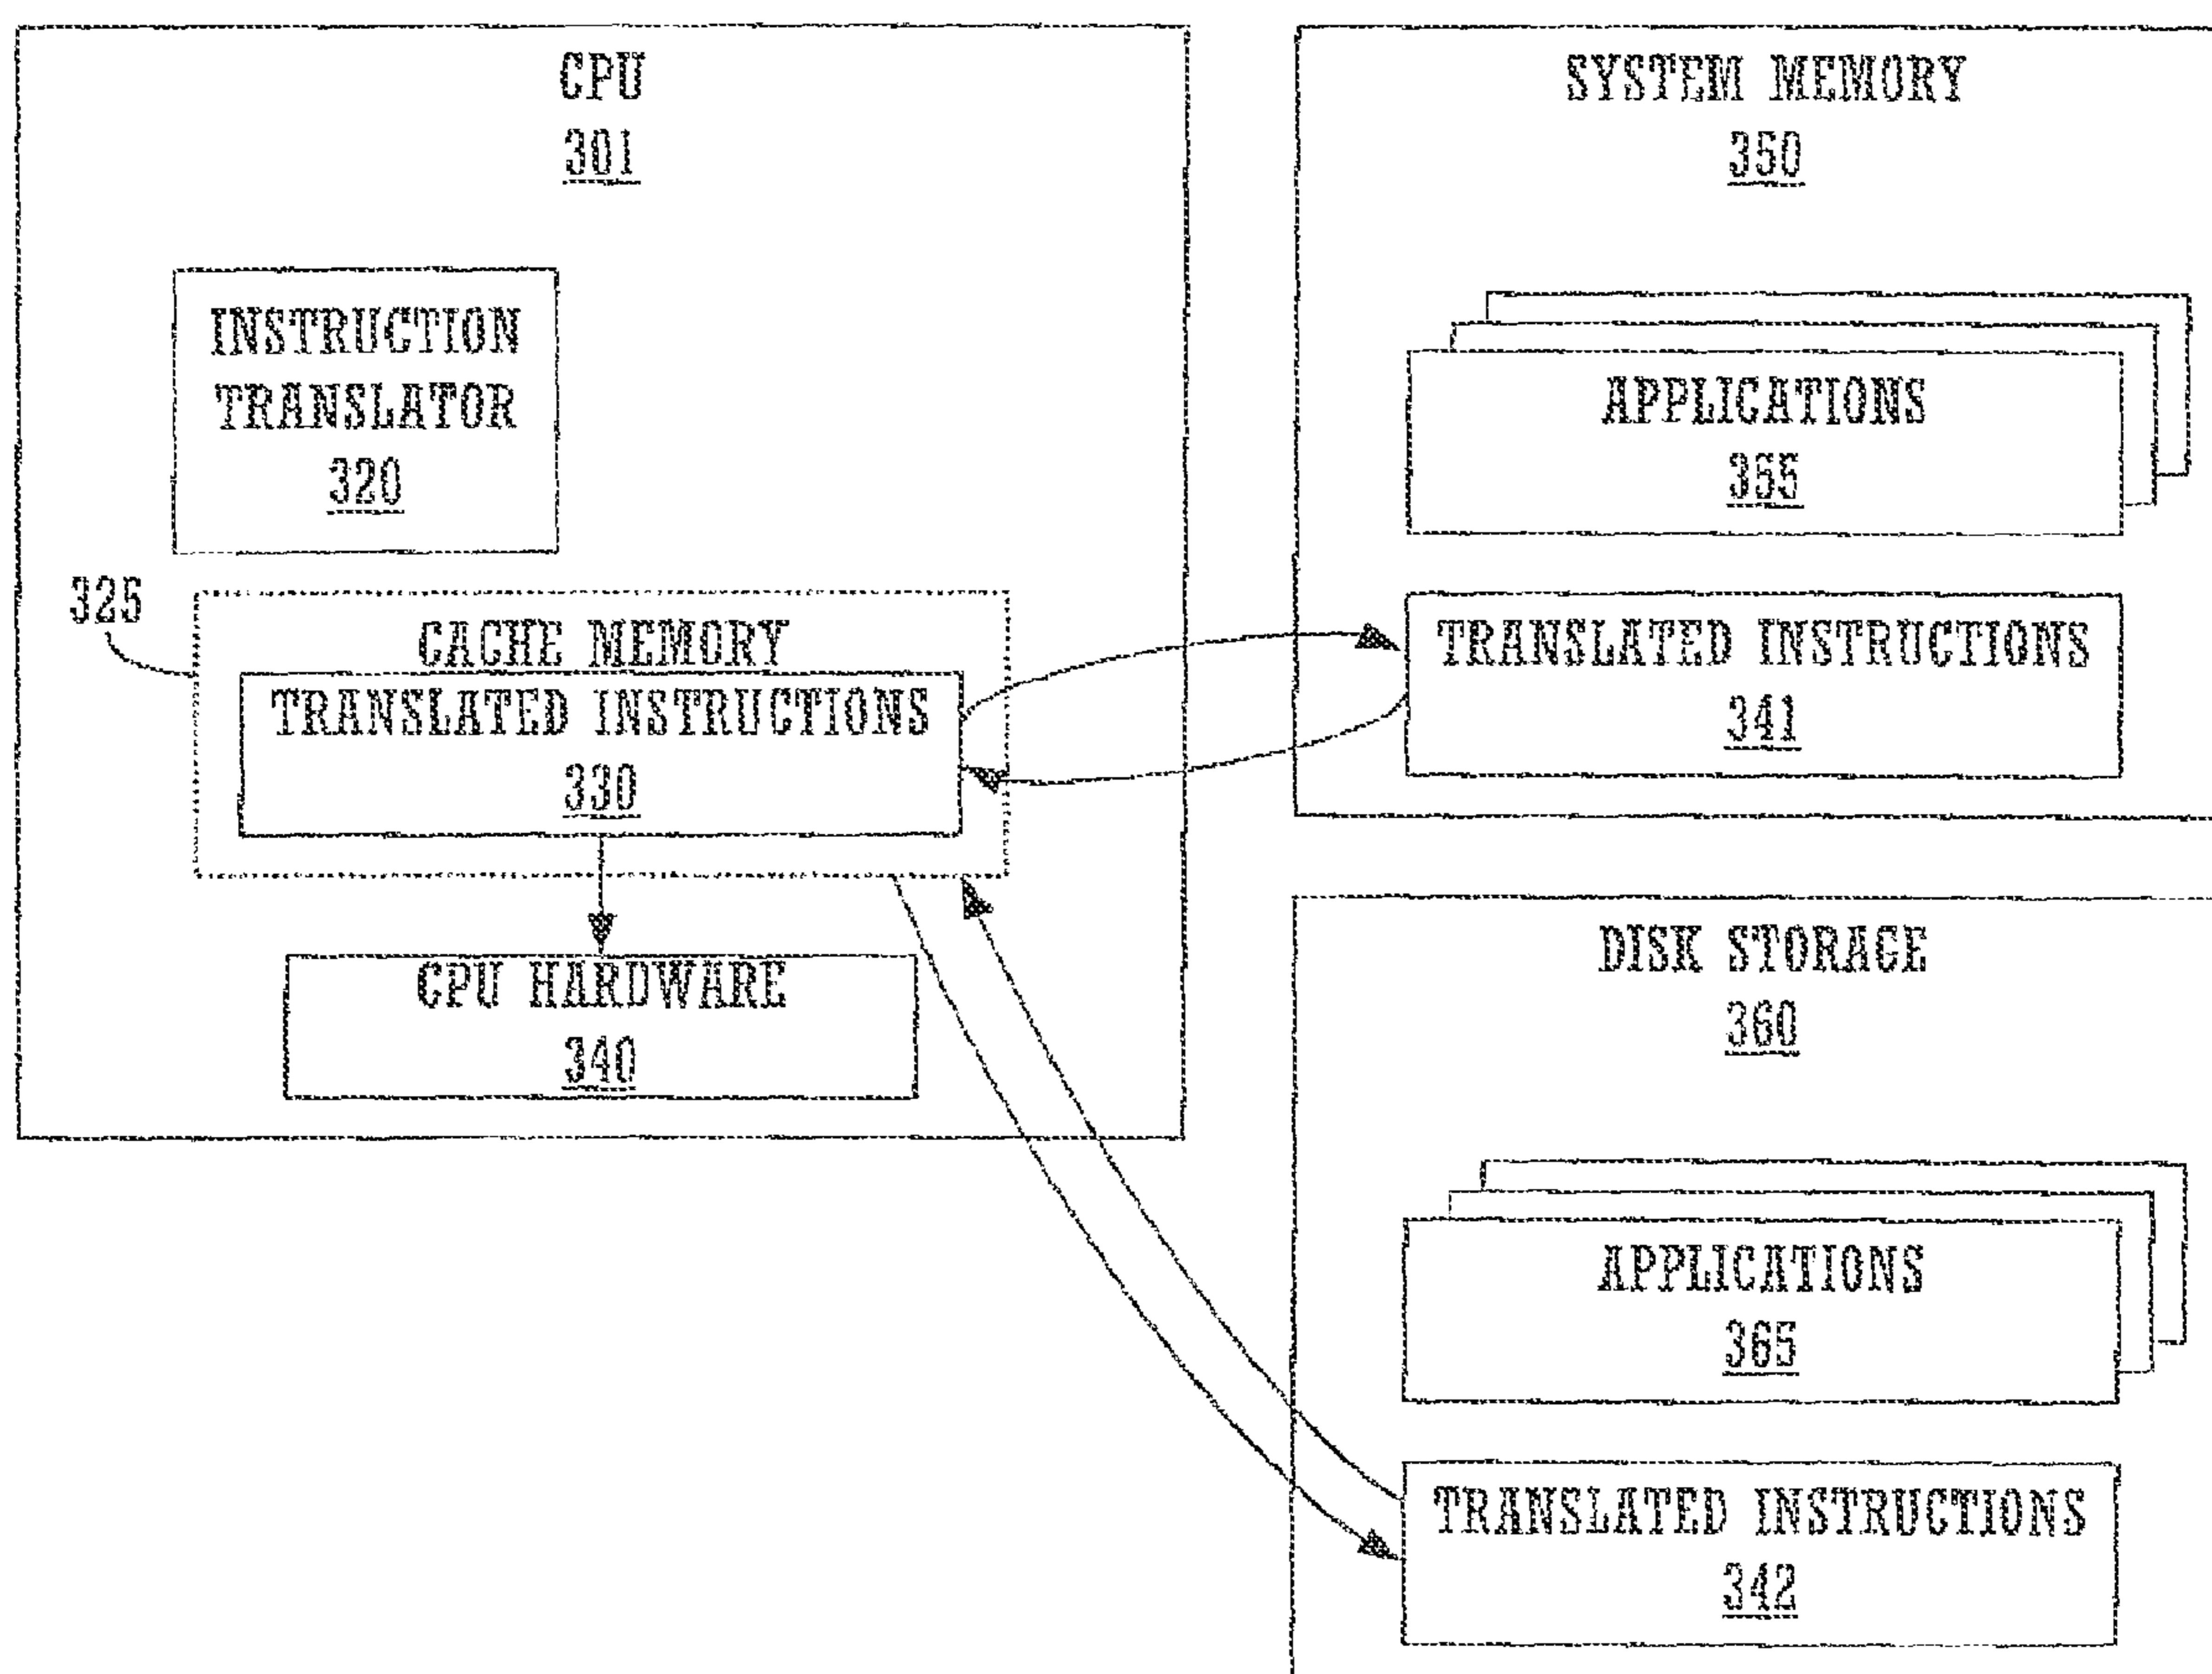 CPU
301
INSTRUCTION
TRANSLATOR
320
325
CACHE MEMORY
TRANSLATED INSTRUCTIONS
330
CPU HARDWARE
340
SYSTEM MEMORY
350
APPLICATIONS
355
TRANSLATED INSTRUCTIONS
341
DISK STORAGE
360
APPLICATIONS
365
TRANSLATED INSTRUCTIONS
342